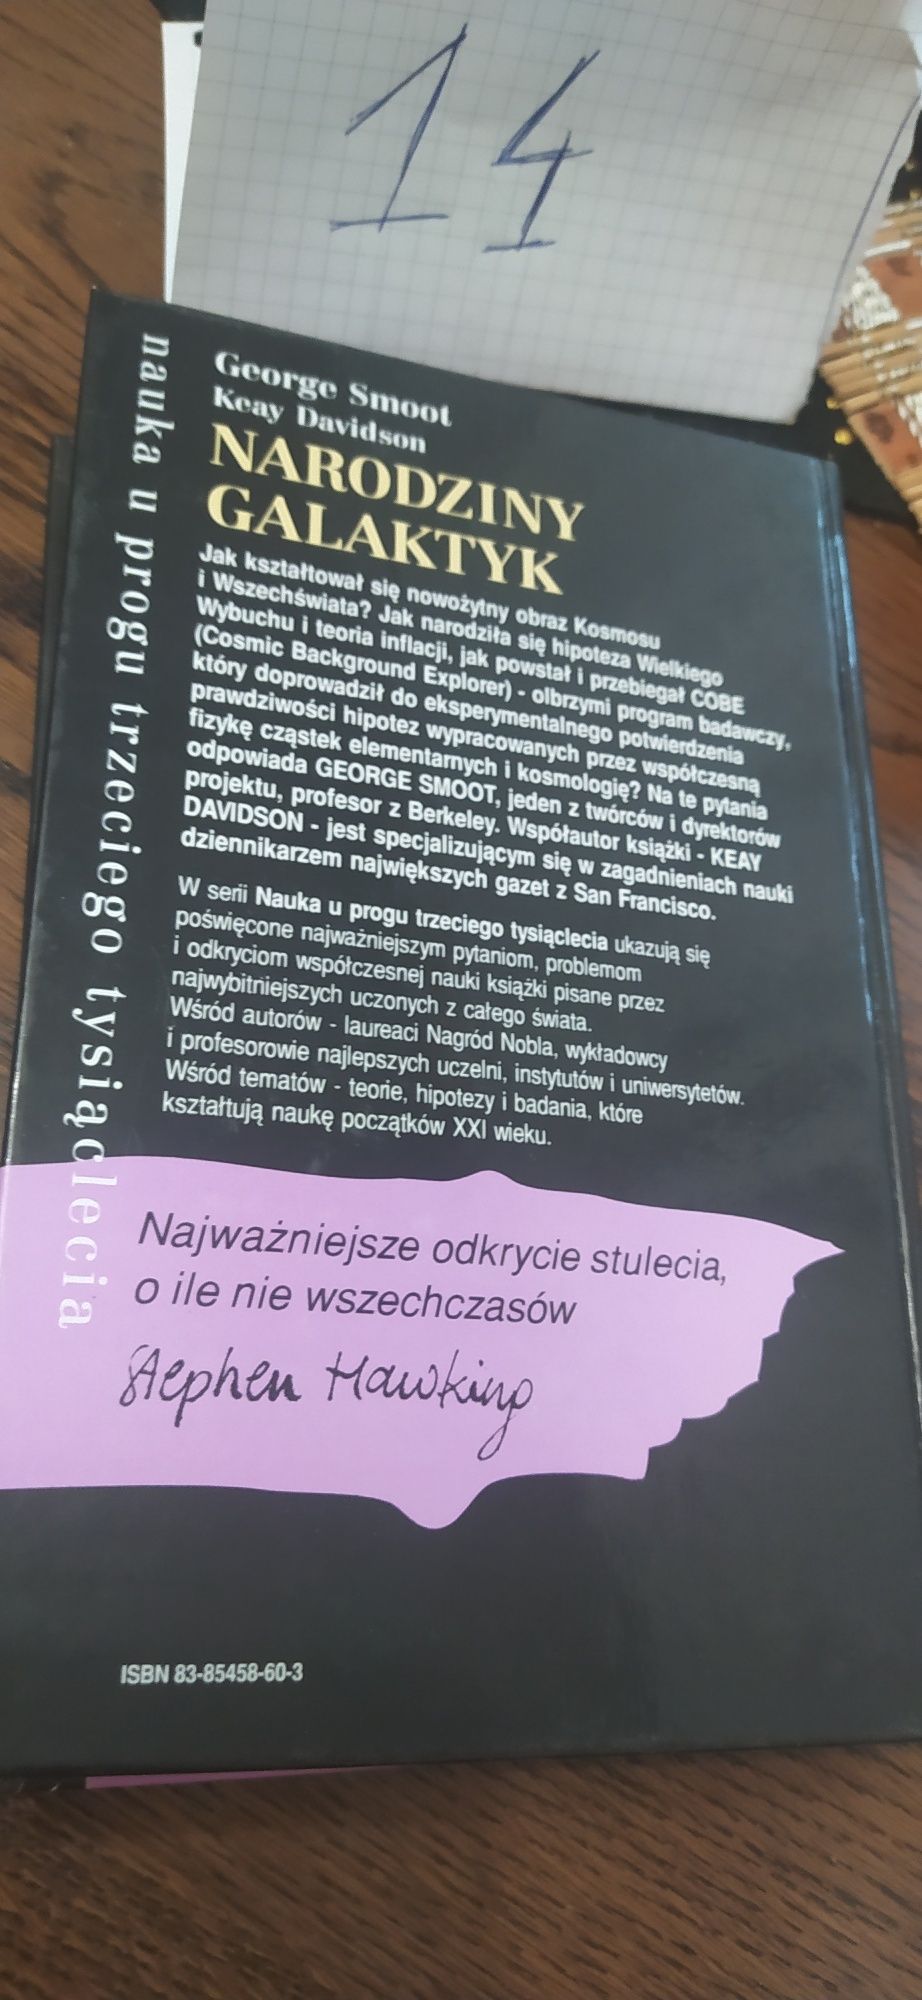 14
nauka u progu trzeciego tysiąclecia
George Smoot
Keay Davidson
NARODZINY
GALAKTYK
Jak kształtował się nowożytny obraz Kosmosu
i Wszechświata? Jak narodziła się hipoteza Wielkiego
Wybuchu i teoria inflacji, jak powstał i przebiegał COBE
(Cosmic Background Explorer) - olbrzymi program badawczy,
który doprowadził do eksperymentalnego potwierdzenia
prawdziwości hipotez wypracowanych przez współczesną
fizykę cząstek elementarnych i kosmologię? Na te pytania
odpowiada GEORGE SMOOT, jeden z twórców i dyrektorów
projektu, profesor z Berkeley. Współautor książki - KEAY
DAVIDSON - jest specjalizującym się w zagadnieniach nauki
dziennikarzem największych gazet z San Francisco.
W serii Nauka u progu trzeciego tysiąclecia ukazują się
poświęcone najważniejszym pytaniom, problemom
i odkryciom współczesnej nauki książki pisane przez
najwybitniejszych uczonych z całego świata.
Wśród autorów - laureaci Nagród Nobla, wykładowcy
i profesorowie najlepszych uczelni, instytutów i uniwersytetów.
Wśród tematów - teorie, hipotezy i badania, które
kształtują naukę początków XXI wieku.
Najważniejsze odkrycie stulecia,
o ile nie wszechczasów
Stephen Hawking
ISBN 83-85458-60-3